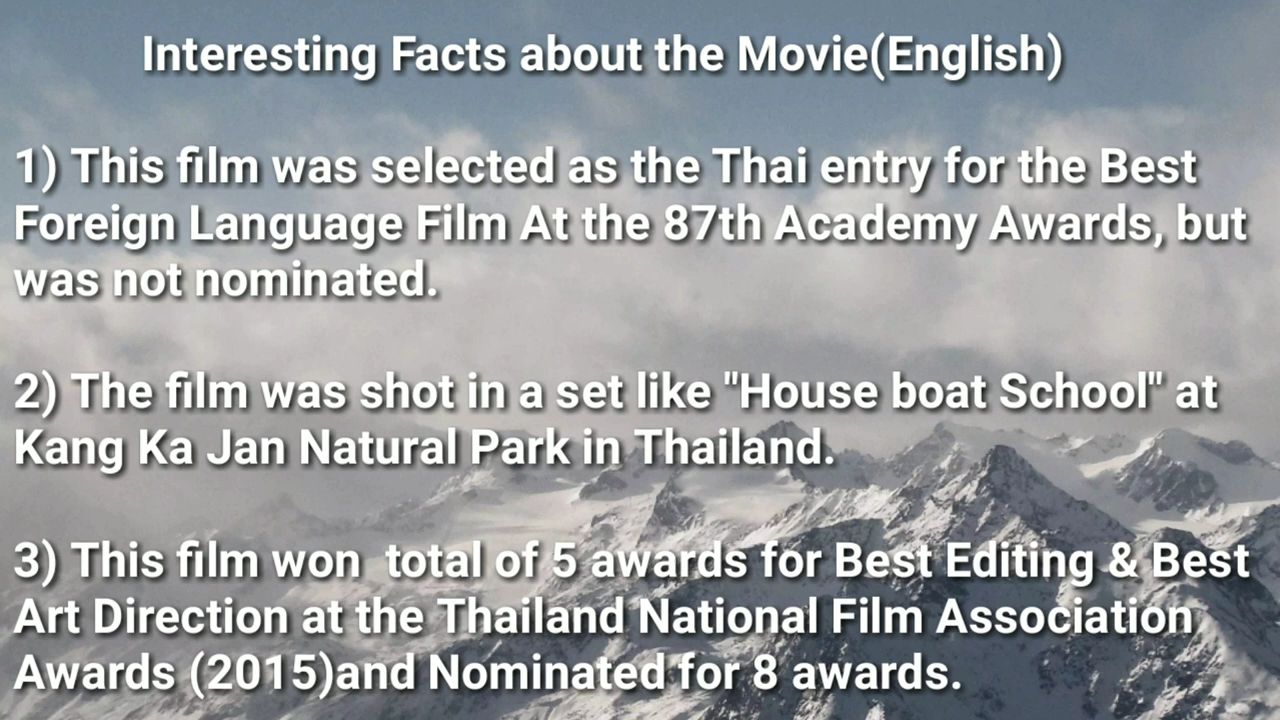 Interesting Facts about the Movie(English)
1) This film was selected as the Thai entry for the Best
Foreign Language Film At the 87th Academy Awards, but
was not nominated.
2) The film was shot in a set like "House boat School" at
Kang Ka Jan Natural Park in Thailand.
3) This film won  total of 5 awards for Best Editing & Best
Art Direction at the Thailand National Film Association
Awards (2015)and Nominated for 8 awards.